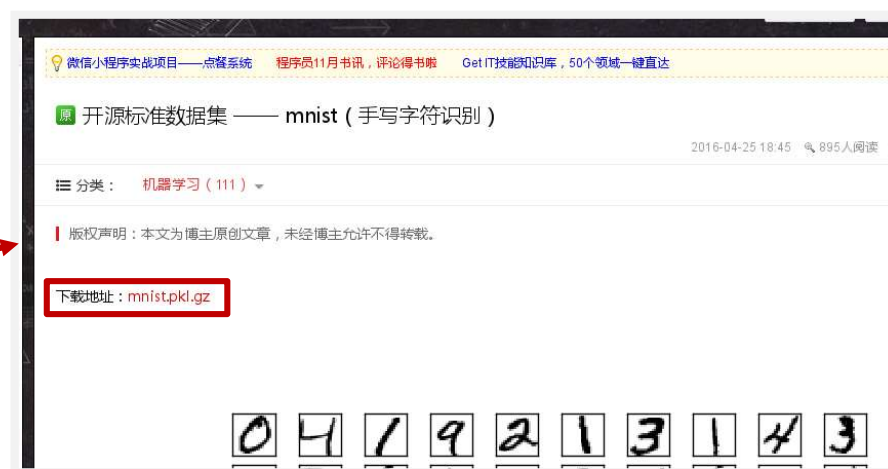 微信小程序实战项目——点餐系统 程序员11月书讯，评论得书啦 Get IT技能知识库，50个领域一键直达
原 开源标准数据集 —— mnist（手写字符识别）
2016-04-25 18:45 895人阅读
分类： 机器学习（111）
版权声明：本文为博主原创文章，未经博主允许不得转载。
下载地址：mnist.pkl.gz
0 4 1 9 2 1 3 1 4 3